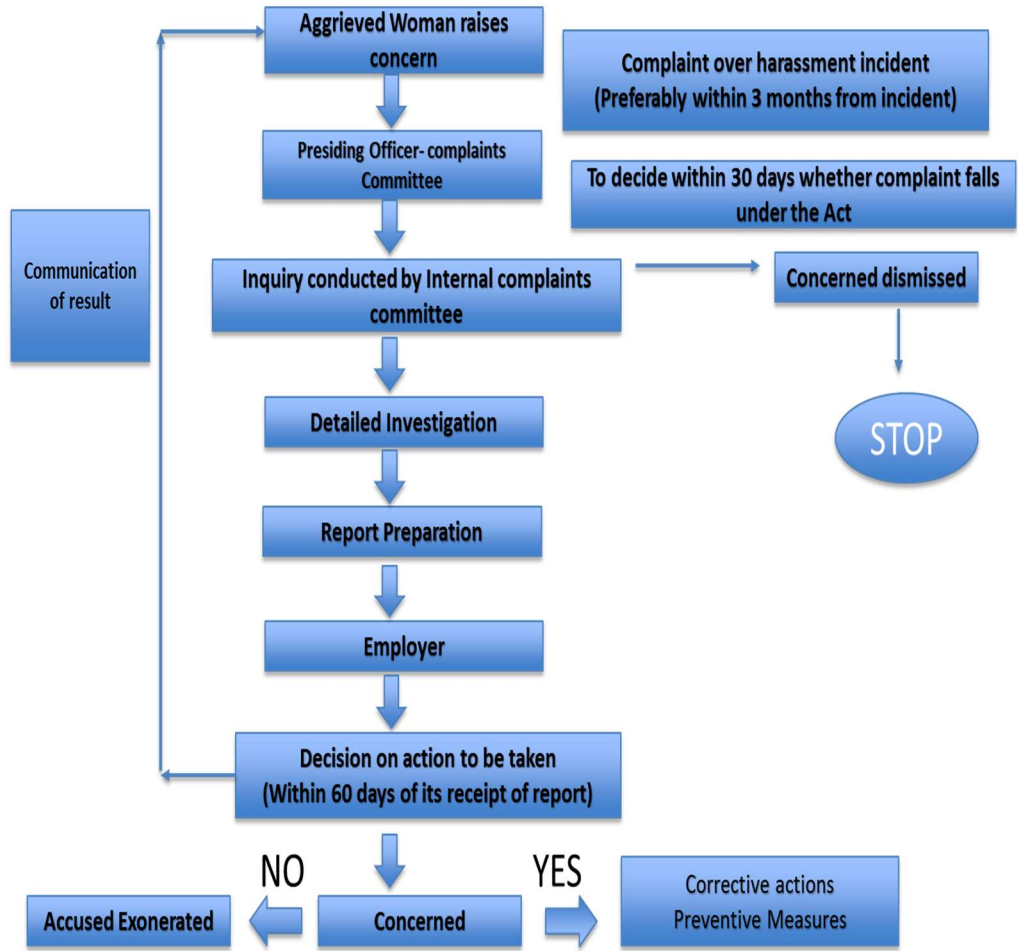 Aggrieved Woman raises
concern
Complaint over harassment incident
(Preferably within 3 months from incident)
Presiding Officer- complaints
Committee
To decide within 30 days whether complaint falls
under the Act
Communication
of result
Inquiry conducted by Internal complaints
committee
Concerned dismissed
Detailed Investigation
STOP
Report Preparation
Employer
Decision on action to be taken
(Within 60 days of its receipt of report)
NO
YES
Accused Exonerated
Concerned
Corrective actions
Preventive Measures